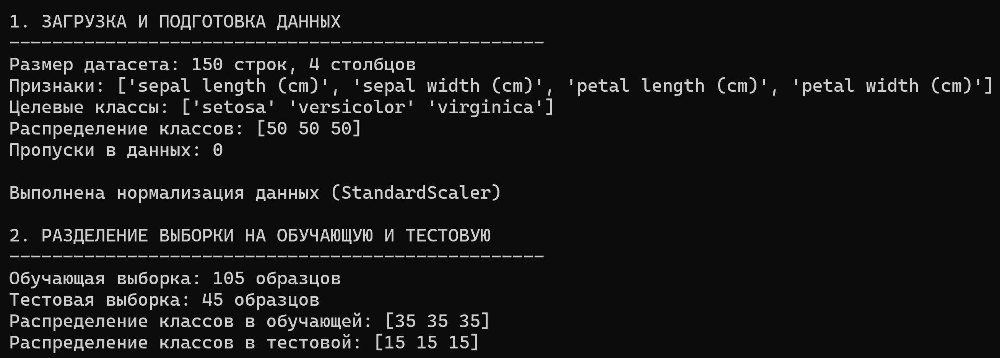 1. ЗАГРУЗКА И ПОДГОТОВКА ДАННЫХ
--------------------------------------------------
Размер датасета: 150 строк, 4 столбцов
Признаки: ['sepal length (cm)', 'sepal width (cm)', 'petal length (cm)', 'petal width (cm)']
Целевые классы: ['setosa' 'versicolor' 'virginica']
Распределение классов: [50 50 50]
Пропуски в данных: 0
Выполнена нормализация данных (StandardScaler)
2. РАЗДЕЛЕНИЕ ВЫБОРКИ НА ОБУЧАЮЩУЮ И ТЕСТОВУЮ
--------------------------------------------------
Обучающая выборка: 105 образцов
Тестовая выборка: 45 образцов
Распределение классов в обучающей: [35 35 35]
Распределение классов в тестовой: [15 15 15]